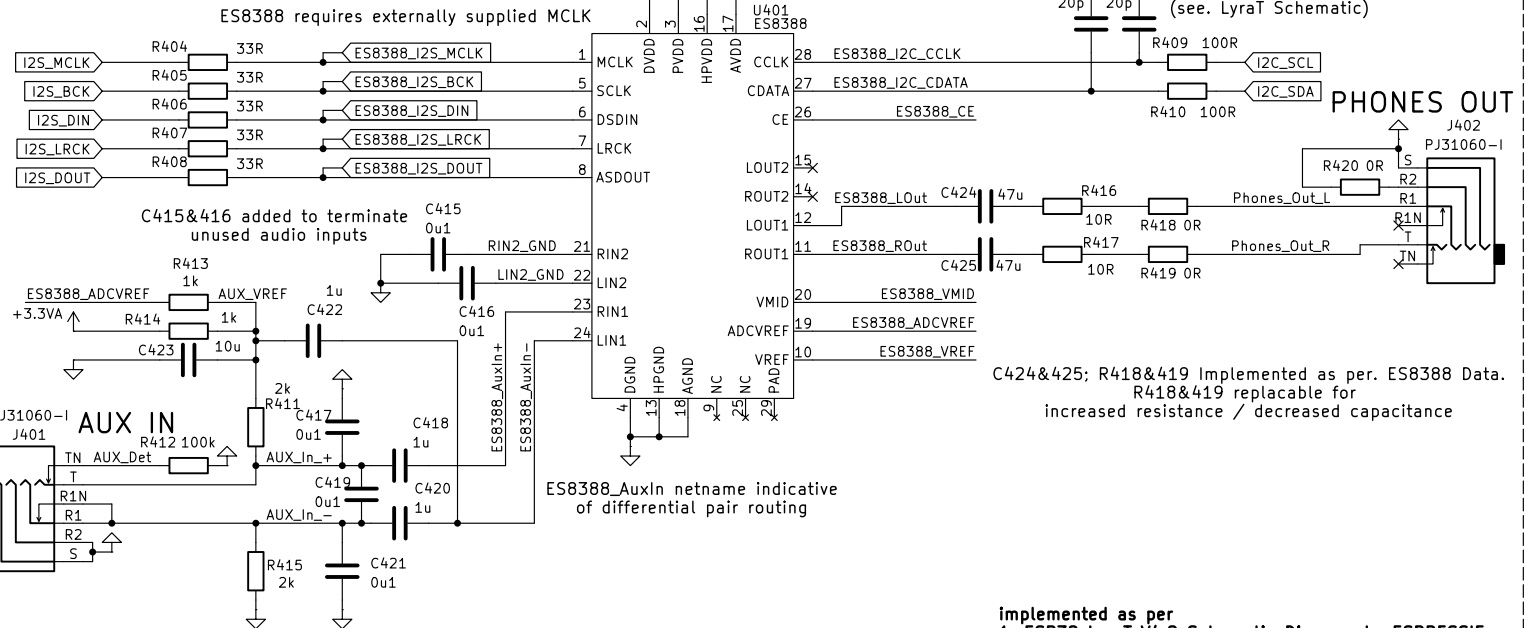 ES8388 requires externally supplied MCLK
U401
ES8388
20p 20p
(see. LyraT Schematic)
2 3 16 17
DVDD PVDD HPVDD AVDD
I2S_MCLK R404 33R ES8388_I2S_MCLK 1 MCLK
I2S_BCK R405 33R ES8388_I2S_BCK 5 SCLK
I2S_DIN R406 33R ES8388_I2S_DIN 6 DSDIN
I2S_LRCK R407 33R ES8388_I2S_LRCK 7 LRCK
I2S_DOUT R408 33R ES8388_I2S_DOUT 8 ASDOUT
CCLK 28 ES8388_I2C_CCLK R409 100R I2C_SCL
CDATA 27 ES8388_I2C_CDATA R410 100R I2C_SDA
CE 26 ES8388_CE
LOUT2 15
ROUT2 14
LOUT1 12 ES8388_LOut C424 47u R416 10R R418 0R Phones_Out_L
ROUT1 11 ES8388_ROut C425 47u R417 10R R419 0R Phones_Out_R
PHONES OUT
J402
PJ31060-I
R420 0R
S
R2
R1
R1N
T
TN
C415&416 added to terminate
unused audio inputs
C415
0u1
RIN2_GND 21 RIN2
LIN2_GND 22 LIN2
C416
0u1
23 RIN1
24 LIN1
R413
1k
ES8388_ADCVREF AUX_VREF
+3.3VA R414 1k
C423 10u
1u
C422
VMID 20 ES8388_VMID
ADCVREF 19 ES8388_ADCVREF
VREF 10 ES8388_VREF
DGND HPGND AGND NC NC PAD
4 13 18 9 25 29
ES8388_AuxIn+
ES8388_AuxIn-
C424&425; R418&419 Implemented as per. ES8388 Data.
R418&419 replacable for
increased resistance / decreased capacitance
2k
R411
C417
0u1
C418
1u
J31060-I
J401
AUX IN
R412 100k
TN AUX_Det
T
AUX_In_+
R1N
R1
AUX_In_-
R2
S
C419
0u1
C420
1u
ES8388_AuxIn netname indicative
of differential pair routing
R415
2k
C421
0u1
implemented as per